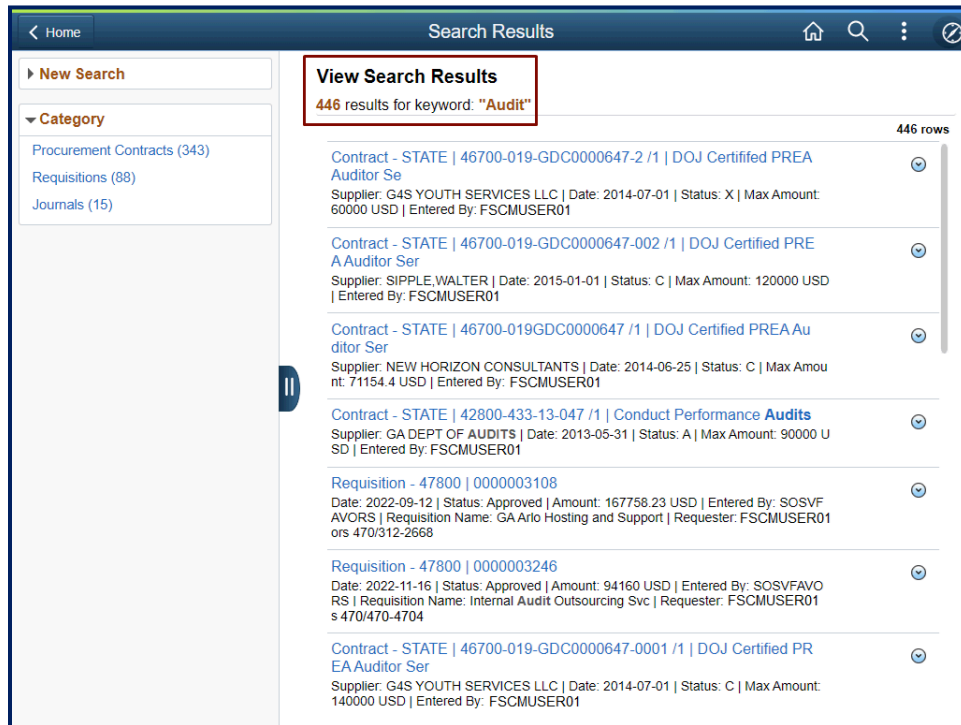 Home
Search Results
New Search
Category
Procurement Contracts (343)
Requisitions (88)
Journals (15)
View Search Results
446 results for keyword: "Audit"
446 rows
Contract - STATE | 46700-019-GDC0000647-2 /1 | DOJ Certififed PREA
Auditor Se
Supplier: G4S YOUTH SERVICES LLC | Date: 2014-07-01 | Status: X | Max Amount:
60000 USD | Entered By: FSCMUSER01
Contract - STATE | 46700-019-GDC0000647-002 /1 | DOJ Certified PRE
A Auditor Ser
Supplier: SIPPLE,WALTER | Date: 2015-01-01 | Status: C | Max Amount: 120000 USD
| Entered By: FSCMUSER01
Contract - STATE | 46700-019GDC0000647 /1 | DOJ Certified PREA Au
ditor Ser
Supplier: NEW HORIZON CONSULTANTS | Date: 2014-06-25 | Status: C | Max Amou
nt: 71154.4 USD | Entered By: FSCMUSER01
Contract - STATE | 42800-433-13-047 /1 | Conduct Performance Audits
Supplier: GA DEPT OF AUDITS | Date: 2013-05-31 | Status: A | Max Amount: 90000 U
SD | Entered By: FSCMUSER01
Requisition - 47800 | 0000003108
Date: 2022-09-12 | Status: Approved | Amount: 167758.23 USD | Entered By: SOSVF
AVORS | Requisition Name: GA Arlo Hosting and Support | Requester: FSCMUSER01
ors 470/312-2668
Requisition - 47800 | 0000003246
Date: 2022-11-16 | Status: Approved | Amount: 94160 USD | Entered By: SOSVFAVO
RS | Requisition Name: Internal Audit Outsourcing Svc | Requester: FSCMUSER01
s 470/470-4704
Contract - STATE | 46700-019-GDC0000647-0001 /1 | DOJ Certified PR
EA Auditor Ser
Supplier: G4S YOUTH SERVICES LLC | Date: 2014-07-01 | Status: C | Max Amount:
140000 USD | Entered By: FSCMUSER01